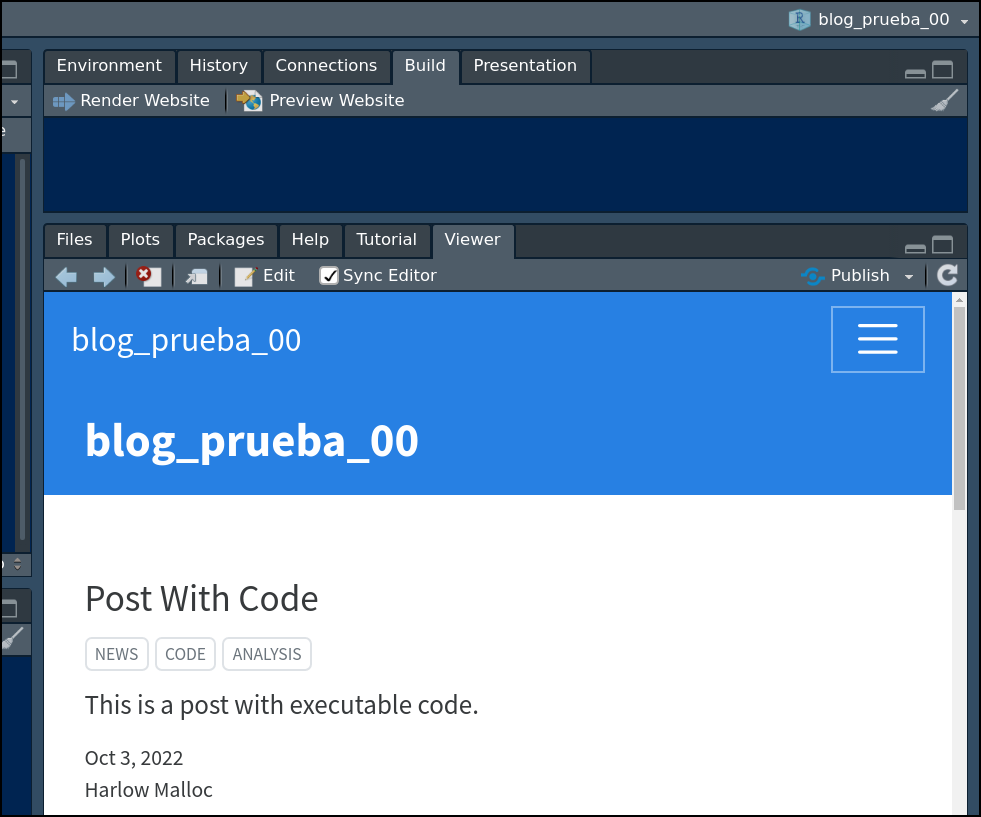 blog_prueba_00
Environment History Connections Build Presentation
Render Website Preview Website
Files Plots Packages Help Tutorial Viewer
Edit Sync Editor Publish
blog_prueba_00
blog_prueba_00
Post With Code
NEWS CODE ANALYSIS
This is a post with executable code.
Oct 3, 2022
Harlow Malloc